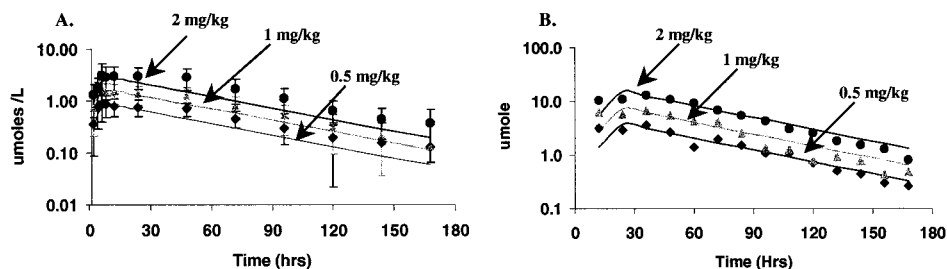 A.
2 mg/kg
1 mg/kg
0.5 mg/kg
umoles /L
10.00
1.00
0.10
0.01
0 30 60 90 120 150 180
Time (hrs)
B.
2 mg/kg
1 mg/kg
0.5 mg/kg
umole
100.0
10.0
1.0
0.1
0 30 60 90 120 150 180
Time (Hrs)